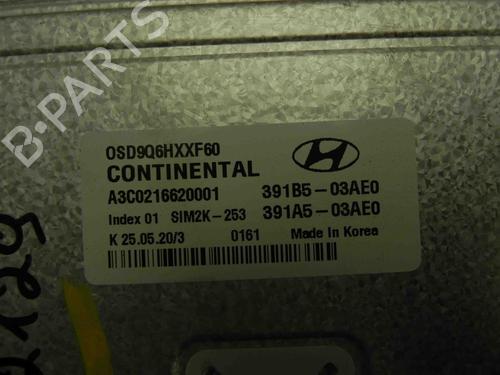 OSD9Q6HXXF60
CONTINENTAL
A3C0216620001 391B5-03AE0
Index 01 SIM2K-253 391A5-03AE0
K 25.05.20/3 0161 Made in Korea